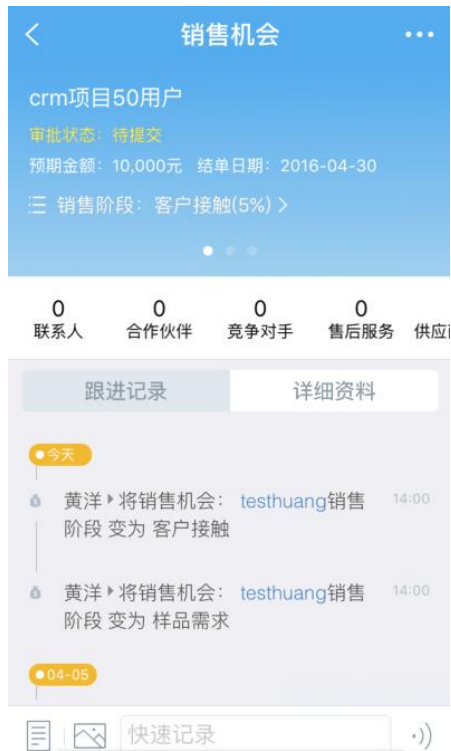 销售机会
crm项目50用户
审批状态：待提交
预期金额：10,000元 结单日期：2016-04-30
销售阶段：客户接触(5%)
0 0 0 0
联系人 合作伙伴 竞争对手 售后服务 供应
跟进记录 详细资料
今天
黄洋 将销售机会：testhuang销售 14:00
阶段 变为 客户接触
黄洋 将销售机会：testhuang销售 14:00
阶段 变为 样品需求
04-05
快速记录